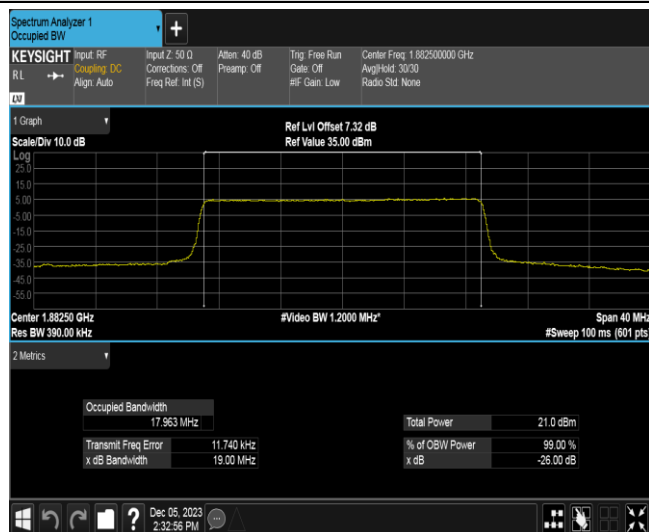 Spectrum Analyzer 1
Occupied BW
+
KEYSIGHT Input: RF Input Z: 50 Ω Atten: 40 dB Trig: Free Run Center Freq: 1.882500000 GHz
RL Coupling: DC Corrections: Off Preamp: Off Gate: Off Avg|Hold: 30/30
Align: Auto Freq Ref: Int (S) #IF Gain: Low Radio Std: None
LXI
1 Graph
Ref Lvl Offset 7.32 dB
Scale/Div 10.0 dB Ref Value 35.00 dBm
Log
25.0
15.0
5.00
-5.00
-15.0
-25.0
-35.0
-45.0
-55.0
Center 1.88250 GHz #Video BW 1.2000 MHz* Span 40 MHz
Res BW 390.00 kHz #Sweep 100 ms (601 pts)
2 Metrics
Occupied Bandwidth
17.963 MHz Total Power 21.0 dBm
Transmit Freq Error 11.740 kHz % of OBW Power 99.00 %
x dB Bandwidth 19.00 MHz x dB -26.00 dB
? Dec 05, 2023
2:32:56 PM